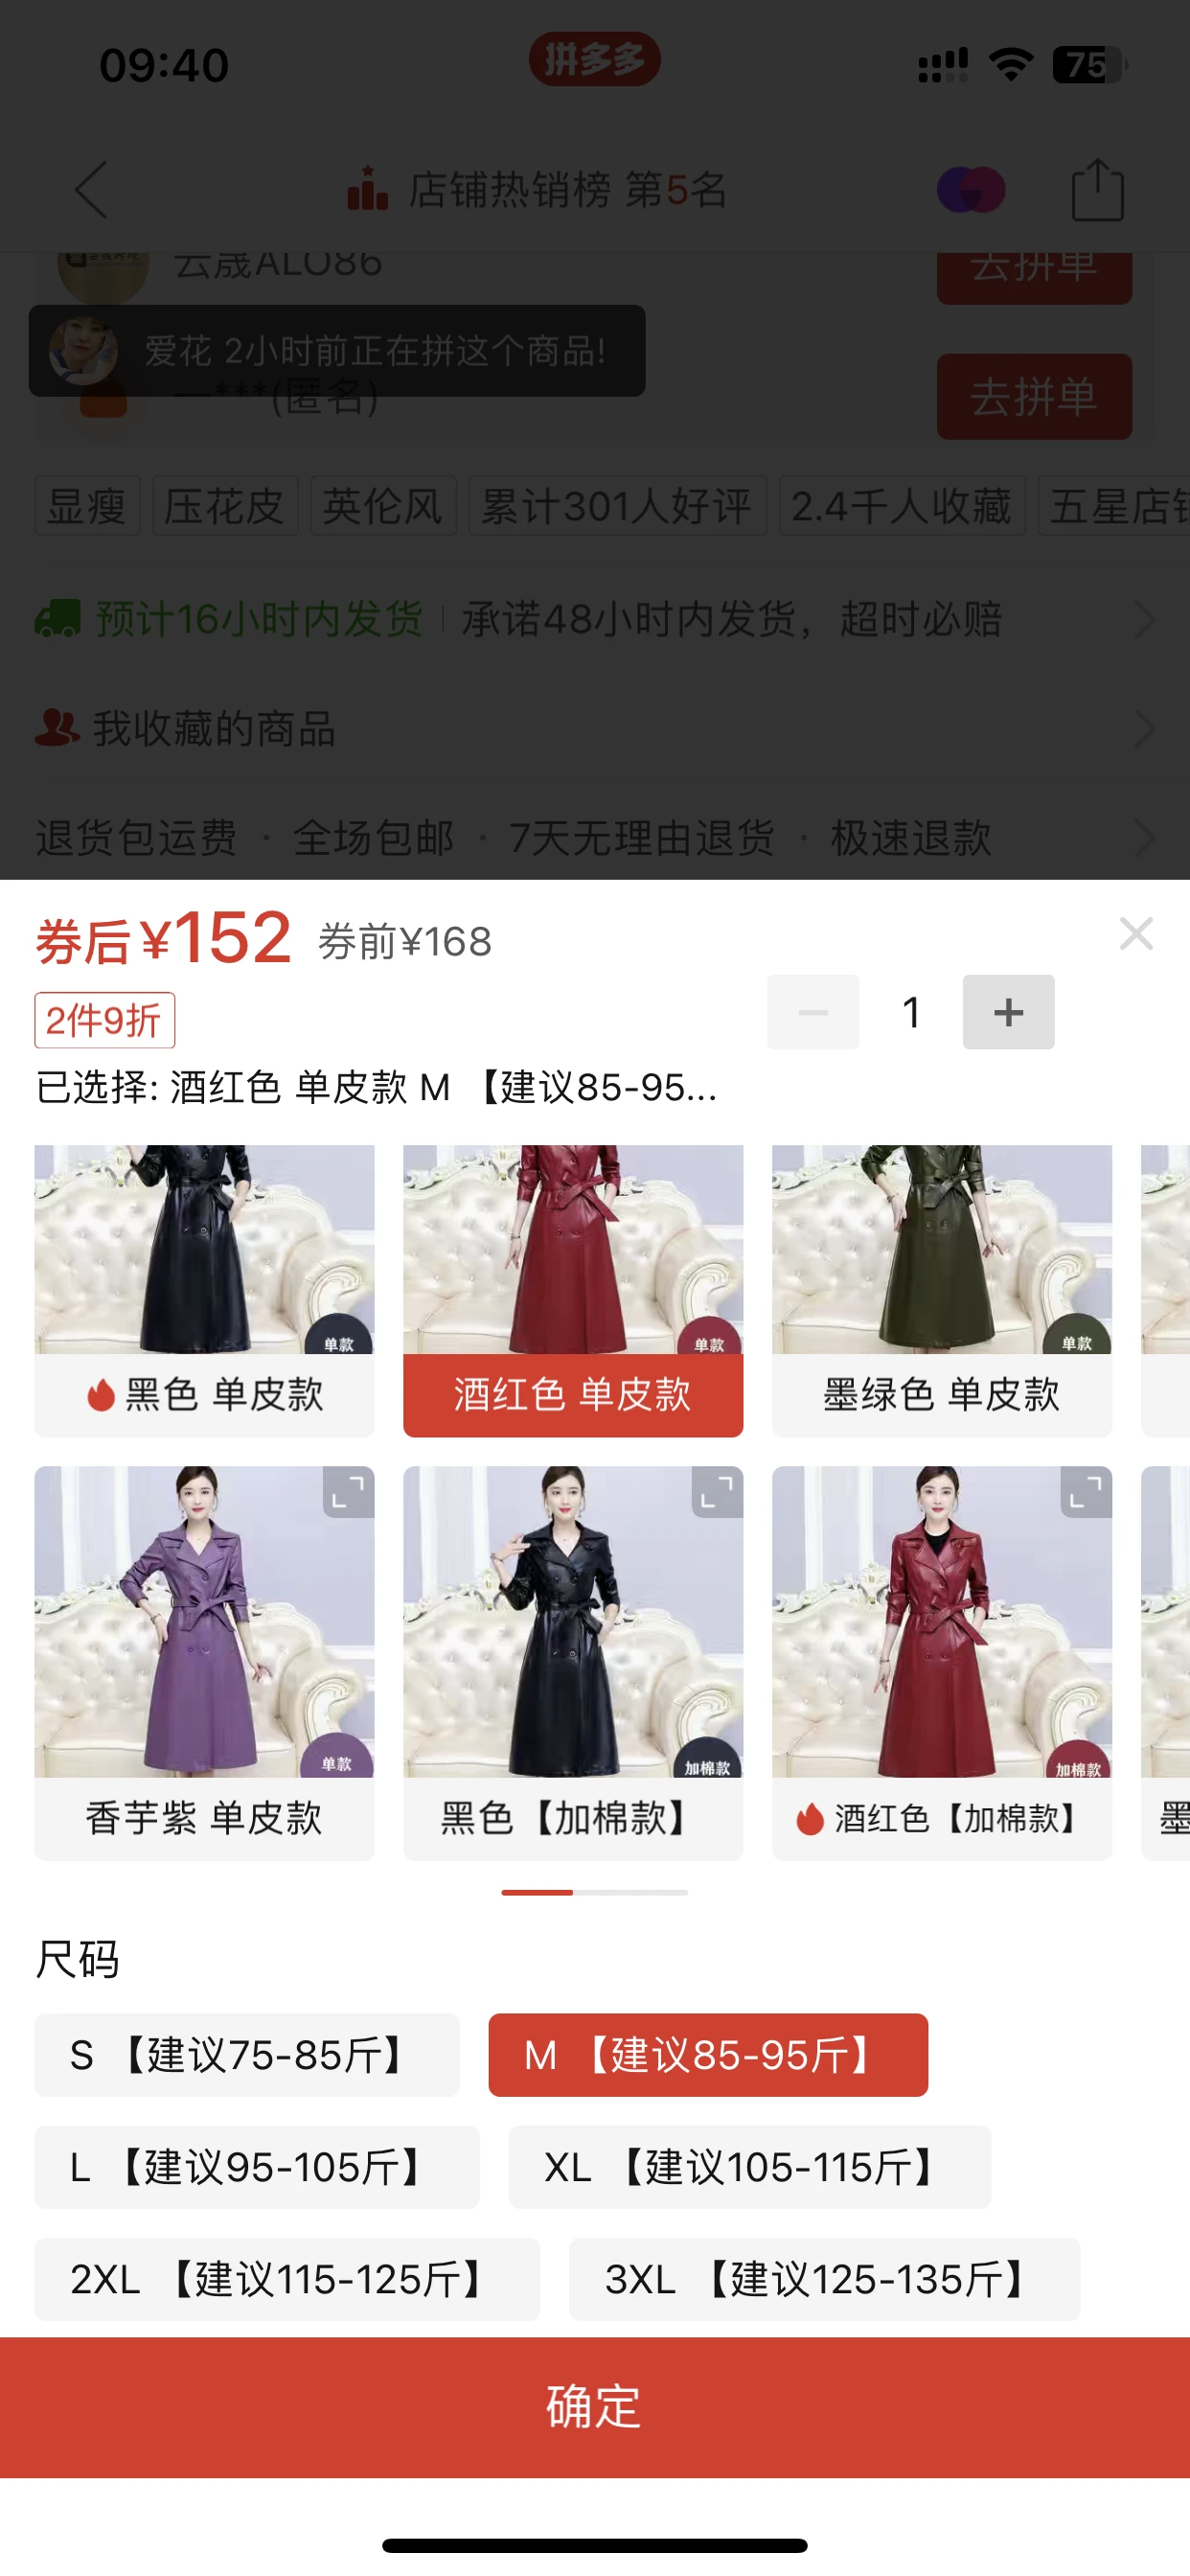 09:40
拼多多
75
店铺热销榜 第5名
云晟ALO86
去拼单
爱花 2小时前正在拼这个商品!
一***(匿名)
去拼单
显瘦 压花皮 英伦风 累计301人好评 2.4千人收藏 五星店
预计16小时内发货 承诺48小时内发货，超时必赔
我收藏的商品
退货包运费 · 全场包邮 · 7天无理由退货 · 极速退款
券后¥152 券前¥168
2件9折
1
已选择: 酒红色 单皮款 M 【建议85-95...
单款 单款 单款
黑色 单皮款 酒红色 单皮款 墨绿色 单皮款
单款 加棉款 加棉款
香芋紫 单皮款 黑色【加棉款】 酒红色【加棉款】 墨
尺码
S 【建议75-85斤】 M 【建议85-95斤】
L 【建议95-105斤】 XL 【建议105-115斤】
2XL 【建议115-125斤】 3XL 【建议125-135斤】
确定